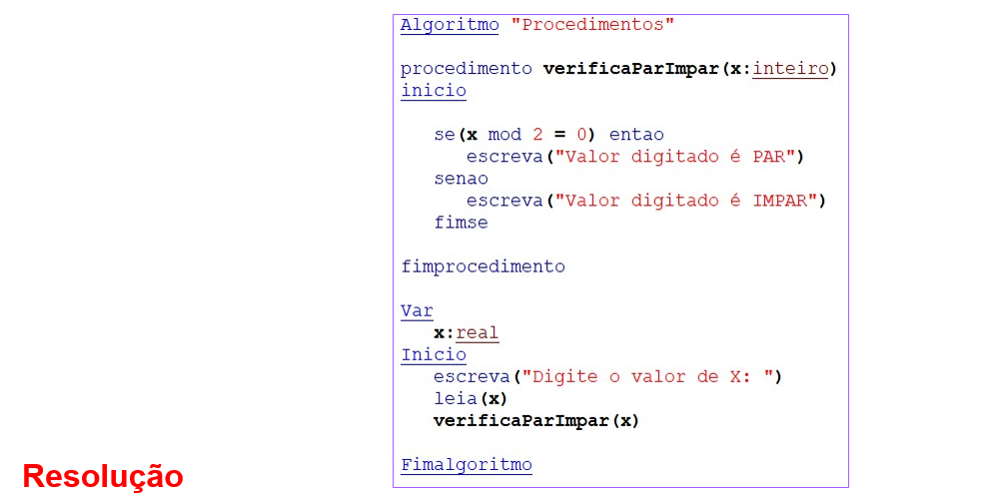 Algoritmo "Procedimentos"
procedimento verificaParImpar(x:inteiro)
inicio
se(x mod 2 = 0) entao
escreva("Valor digitado é PAR")
senao
escreva("Valor digitado é IMPAR")
fimse
fimprocedimento
Var
x:real
Inicio
escreva("Digite o valor de X: ")
leia(x)
verificaParImpar(x)
Fimalgoritmo
Resolução